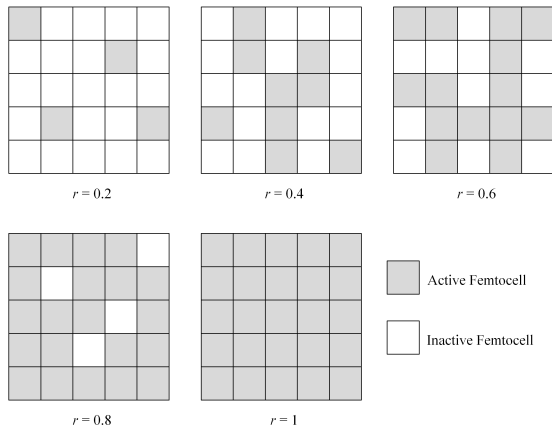 r = 0.2
r = 0.4
r = 0.6
Active Femtocell
Inactive Femtocell
r = 0.8
r = 1